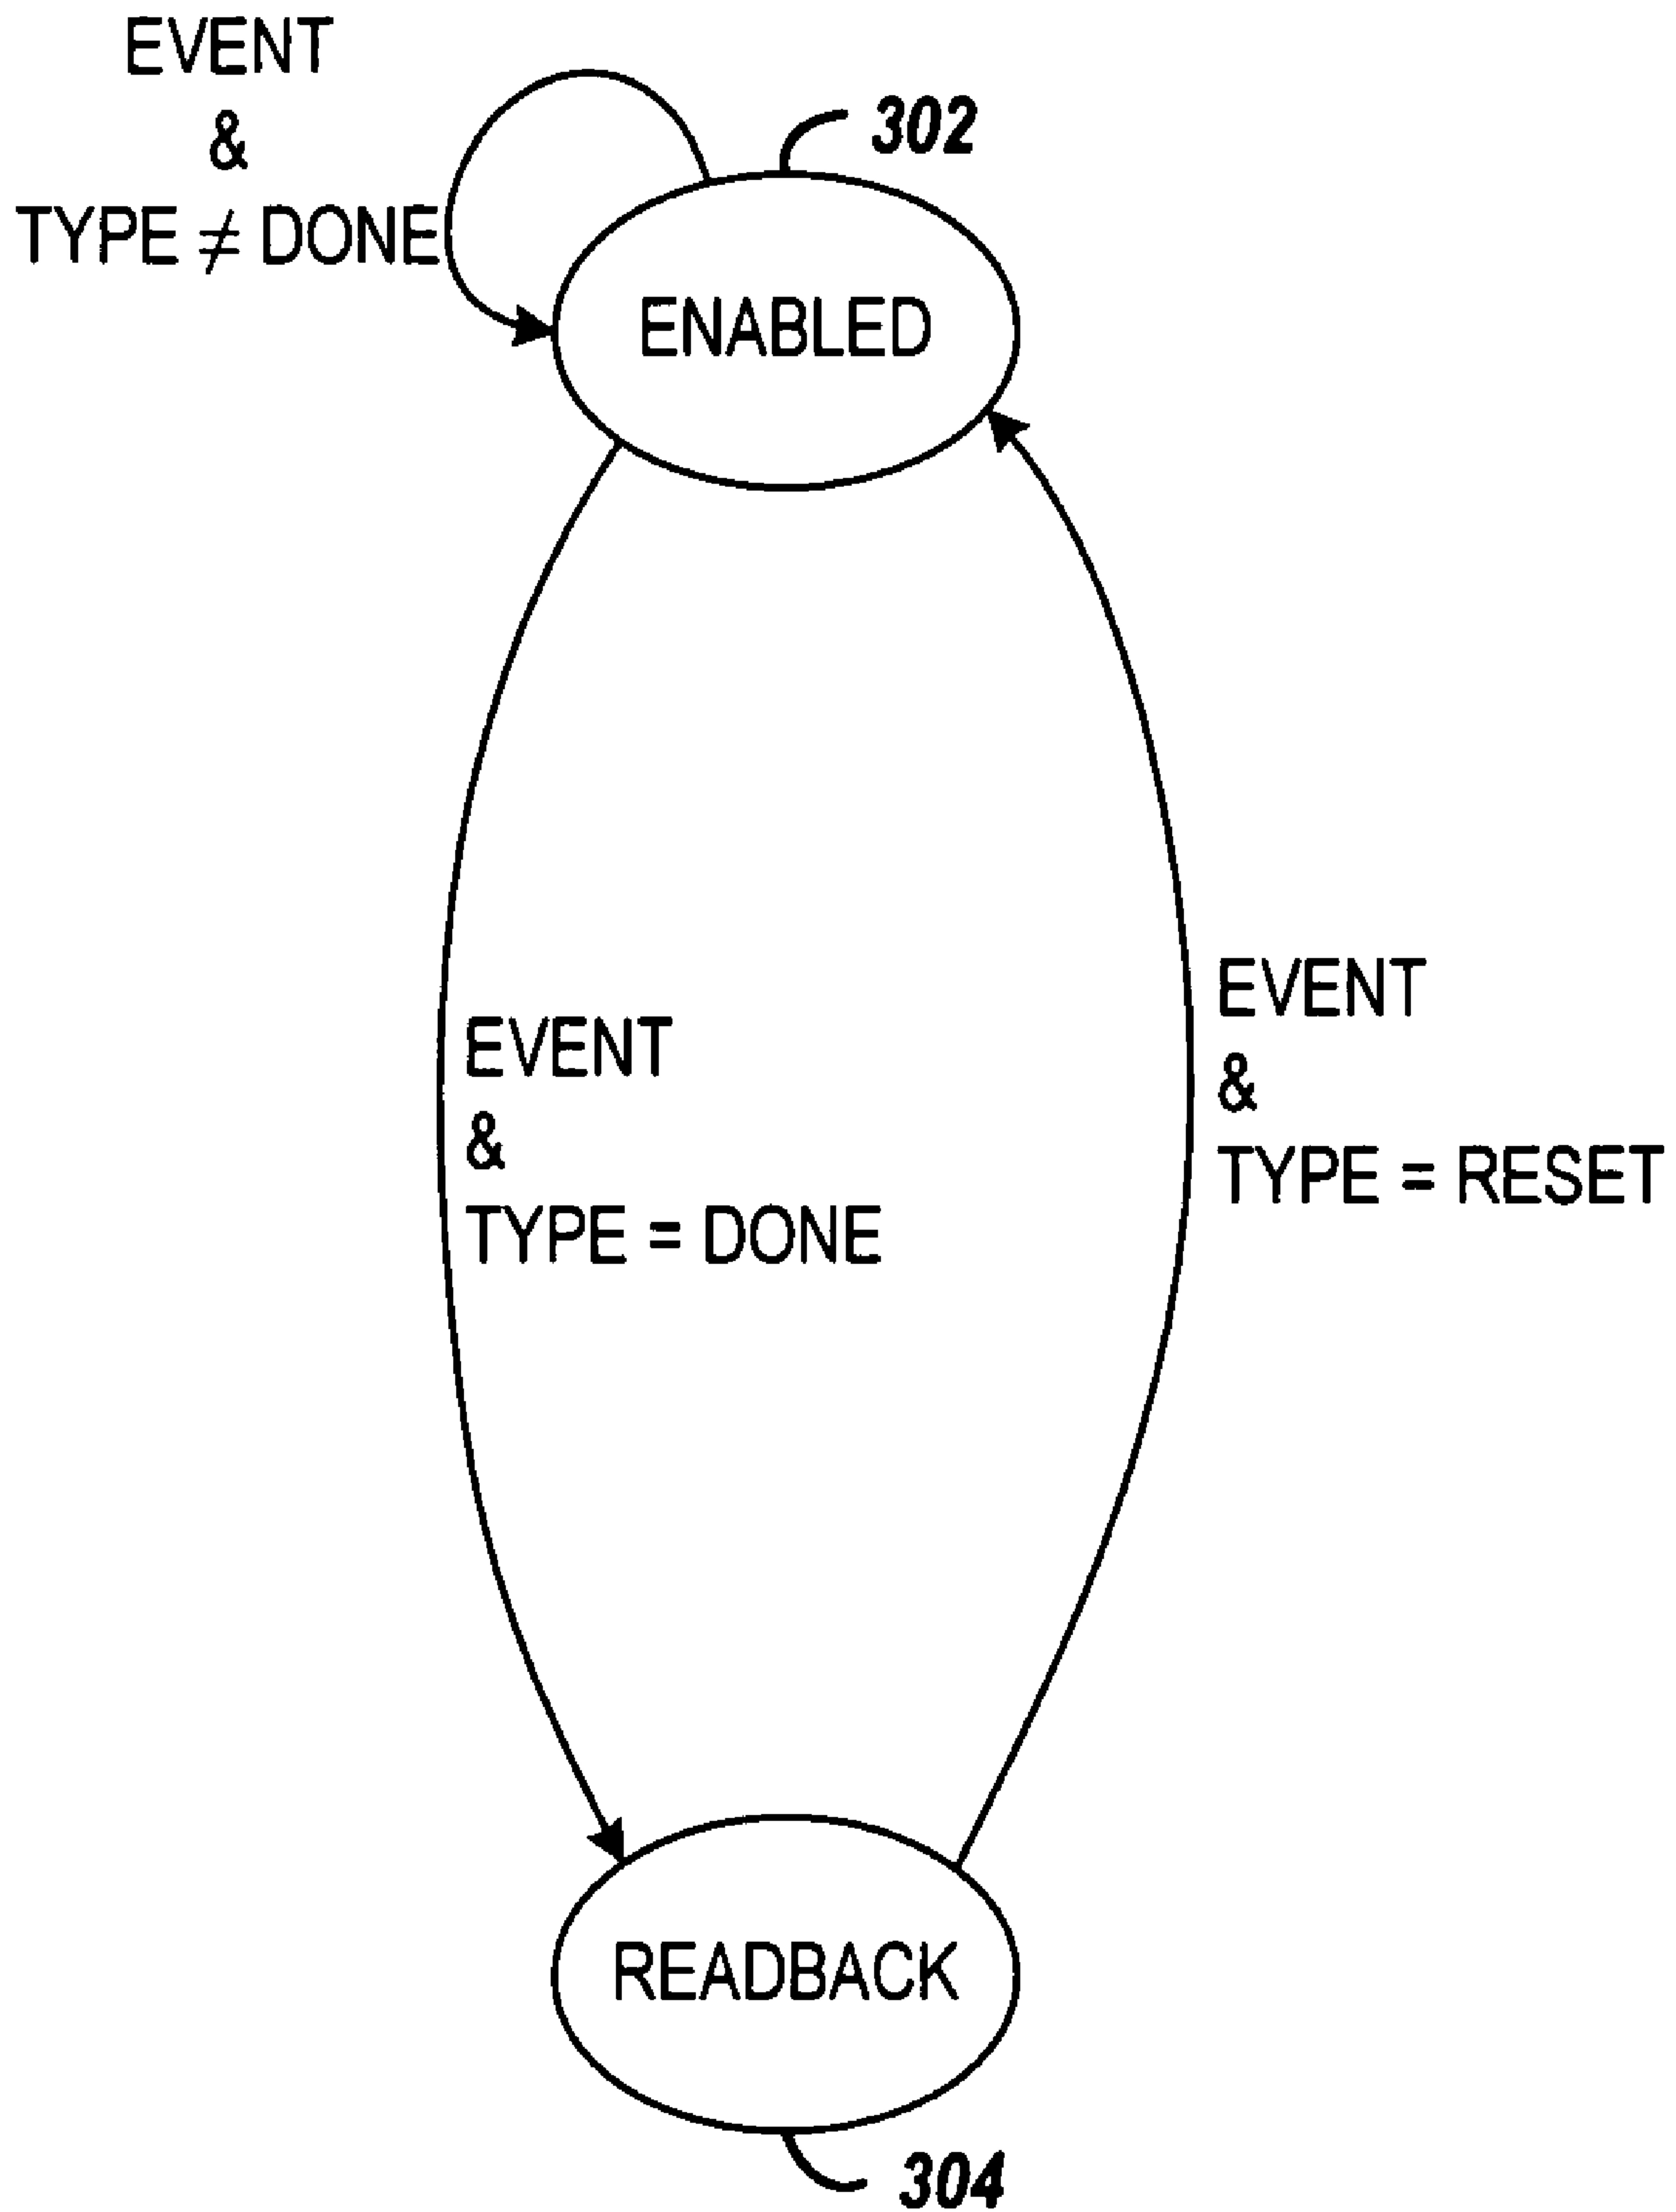 EVENT
&
TYPE ≠ DONE
302
ENABLED
EVENT
&
TYPE = DONE
EVENT
&
TYPE = RESET
READBACK
304